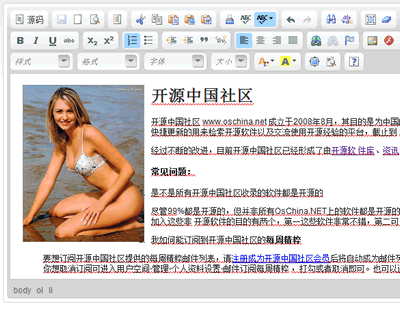 源码
ABC ABC
B I U abc X₂ X²
样式 格式 字体 大小
开源中国社区
开源中国社区 www.oschina.net 成立于2008年8月，其目的是为中国
快捷更新的用来检索开源软件以及交流使用开源经验的平台，截止到
经过不断的改进，目前开源中国社区已经形成了由开源软件库、资讯
常见问题:
是不是所有开源中国社区收录的软件都是开源的
尽管99%都是开源的，但并非所有OsChina.NET上的软件都是开源的
加入这些非开源软件的目的有两个，第一这些软件非常不错，第二可
我如何能订阅到开源中国社区的每周精粹
要想订阅开源中国社区提供的每周精粹邮件列表，请注册成为开源中国社区会员后将自动成为邮件
你想取消订阅可进入用户空间-管理-个人资料设置-邮件订阅每周精粹，打勾或者取消即可。也可以
body ol li